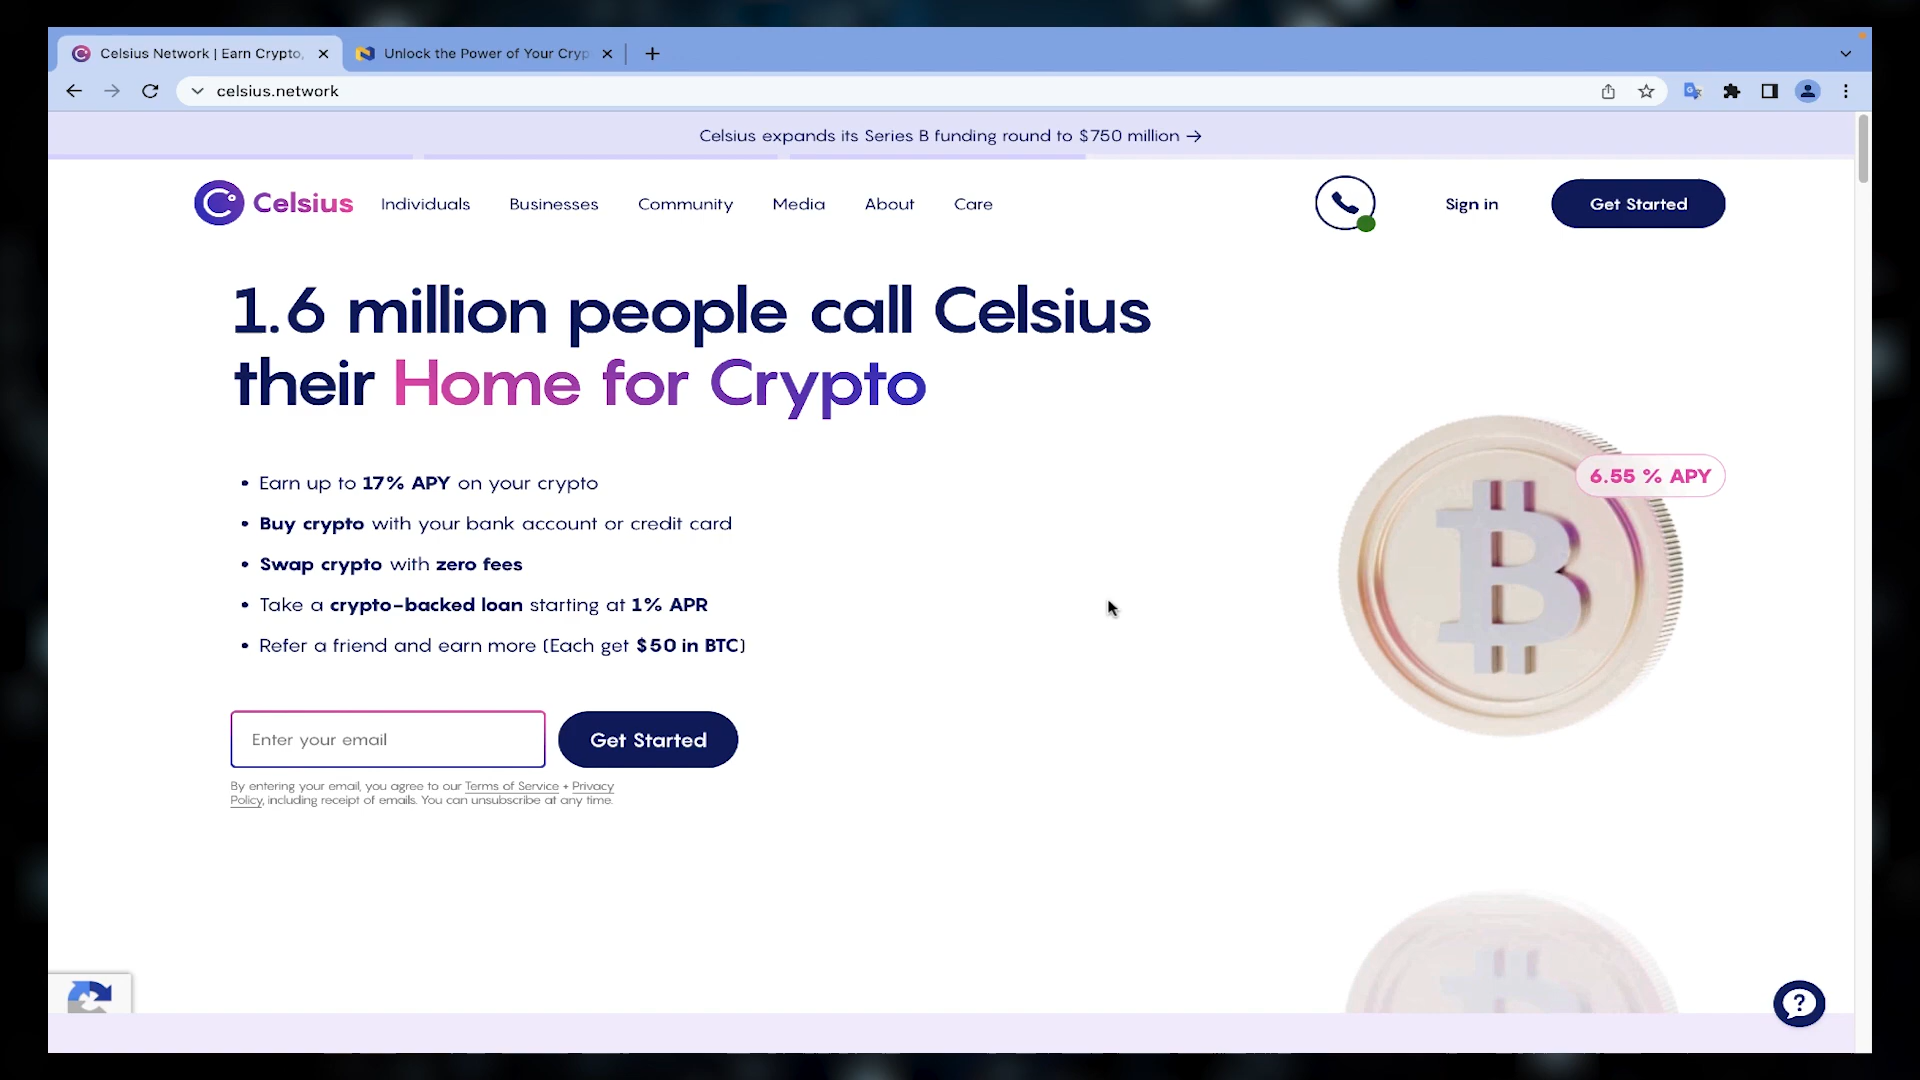 Celsius Network | Earn Crypto,
Unlock the Power of Your Cryp
celsius.network
Celsius expands its Series B funding round to $750 million →
Celsius
Individuals
Businesses
Community
Media
About
Care
Sign in
Get Started
1.6 million people call Celsius
their Home for Crypto
• Earn up to 17% APY on your crypto
• Buy crypto with your bank account or credit card
• Swap crypto with zero fees
• Take a crypto-backed loan starting at 1% APR
• Refer a friend and earn more (Each get $50 in BTC)
6.55 % APY
Enter your email
Get Started
By entering your email, you agree to our Terms of Service + Privacy
Policy, including receipt of emails. You can unsubscribe at any time.